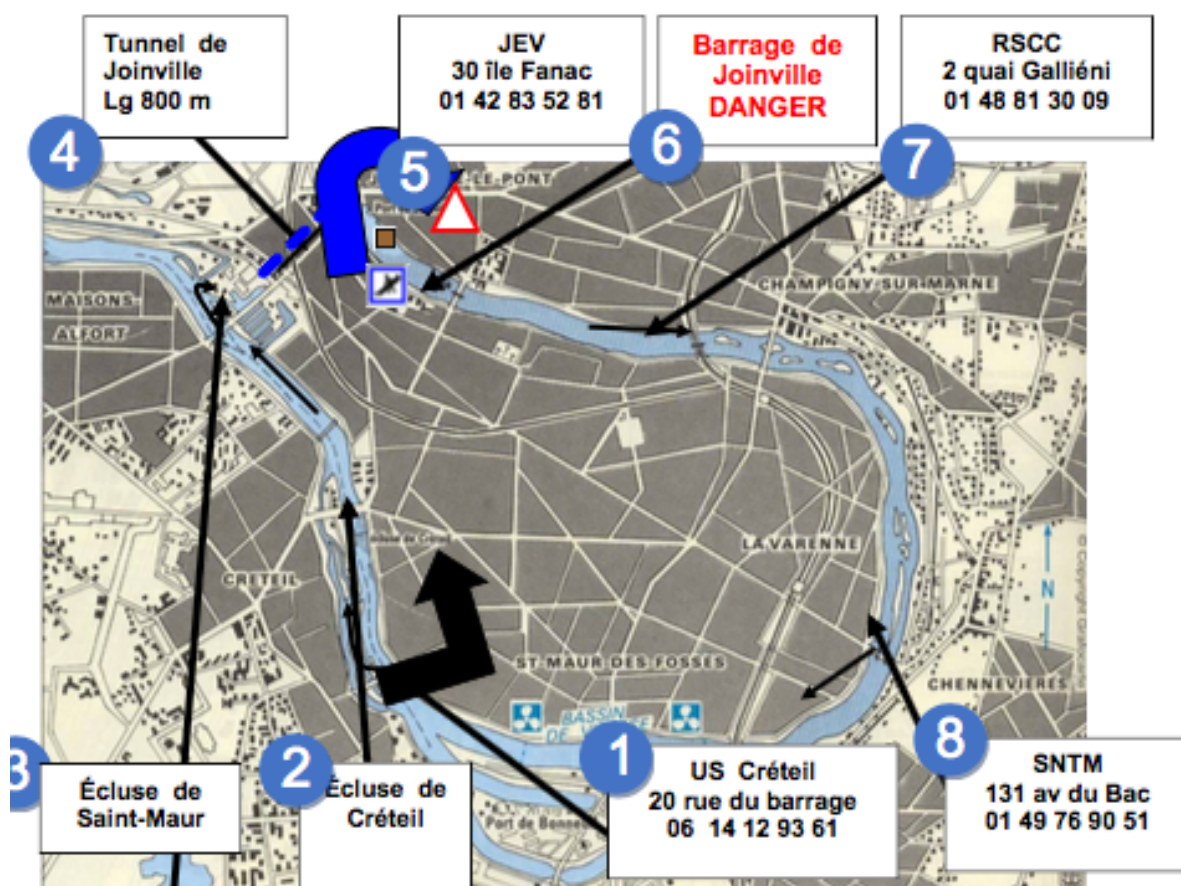 Tunnel de
Joinville
Lg 800 m
JEV
30 île Fanac
01 42 83 52 81
Barrage de
Joinville
DANGER
RSCC
2 quai Galliéni
01 48 81 30 09
4
5
6
7
LE-PONT
MAISONS-
ALFORT
CHAMPIGNY-SUR-MARNE
Écluse de Créteil
LA VARENNE
N
CRETEIL
ST MAUR DES FOSSES
CHENNEVIERES
BASSIN
3
2
1
8
Écluse de
Saint-Maur
Écluse de
Créteil
Port de Bonneuil
US Créteil
20 rue du barrage
06 14 12 93 61
SNTM
131 av du Bac
01 49 76 90 51